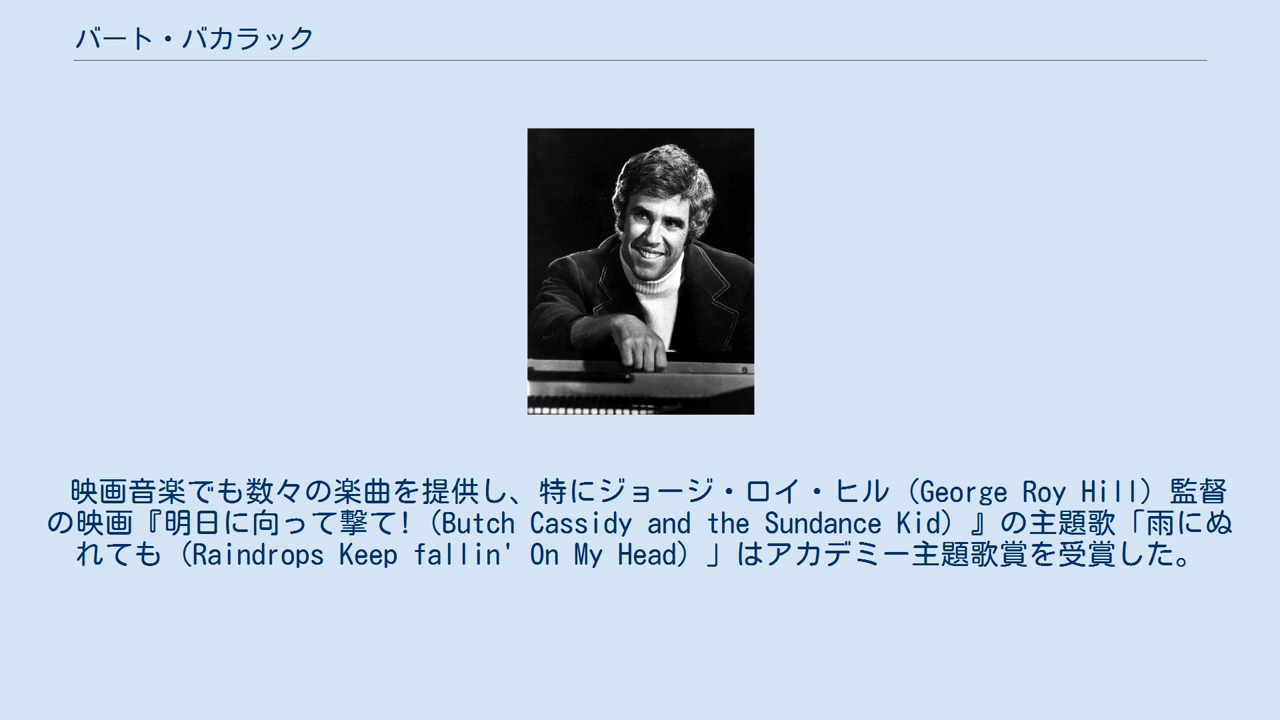 バート・バカラック
映画音楽でも数々の楽曲を提供し、特にジョージ・ロイ・ヒル（George Roy Hill）監督
の映画『明日に向って撃て!（Butch Cassidy and the Sundance Kid）』の主題歌「雨にぬ
れても（Raindrops Keep fallin' On My Head）」はアカデミー主題歌賞を受賞した。